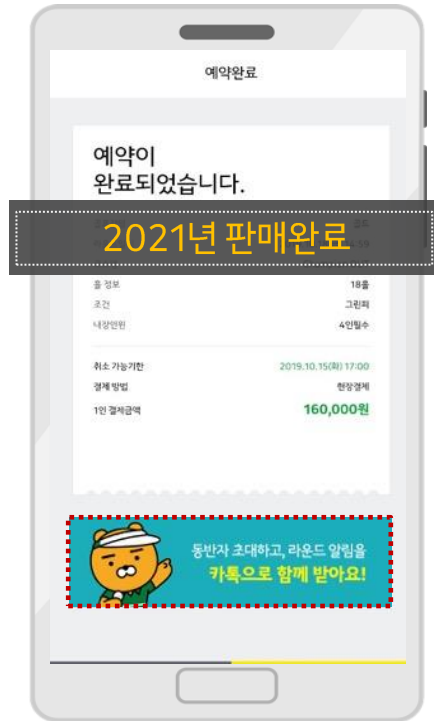 예약완료
예약이
완료되었습니다.
2021년 판매완료
홀 정보 18홀
조건 그린피
내장인원 4인필수
취소 가능기한 2019.10.15(화) 17:00
결제 방법 현장결제
1인 결제금액 160,000원
동반자 초대하고, 라운드 알림을
카톡으로 함께 받아요!